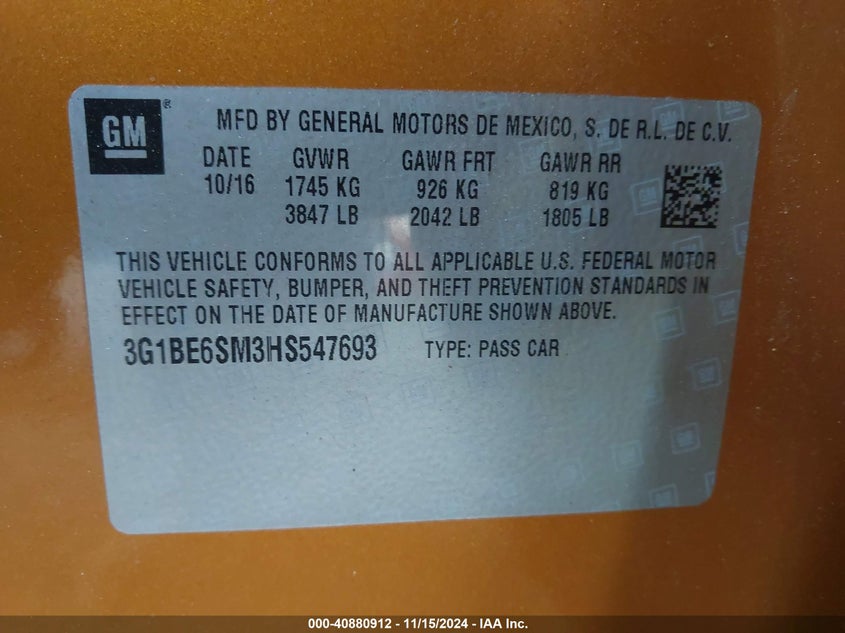 GM®
MFD BY GENERAL MOTORS DE MEXICO, S. DE R.L. DE C.V.
DATE GVWR GAWR FRT GAWR RR
10/16 1745 KG 926 KG 819 KG
3847 LB 2042 LB 1805 LB
THIS VEHICLE CONFORMS TO ALL APPLICABLE U.S. FEDERAL MOTOR
VEHICLE SAFETY, BUMPER, AND THEFT PREVENTION STANDARDS IN
EFFECT ON THE DATE OF MANUFACTURE SHOWN ABOVE.
3G1BE6SM3HS547693 TYPE: PASS CAR
000-40880912 - 11/15/2024 - IAA Inc.